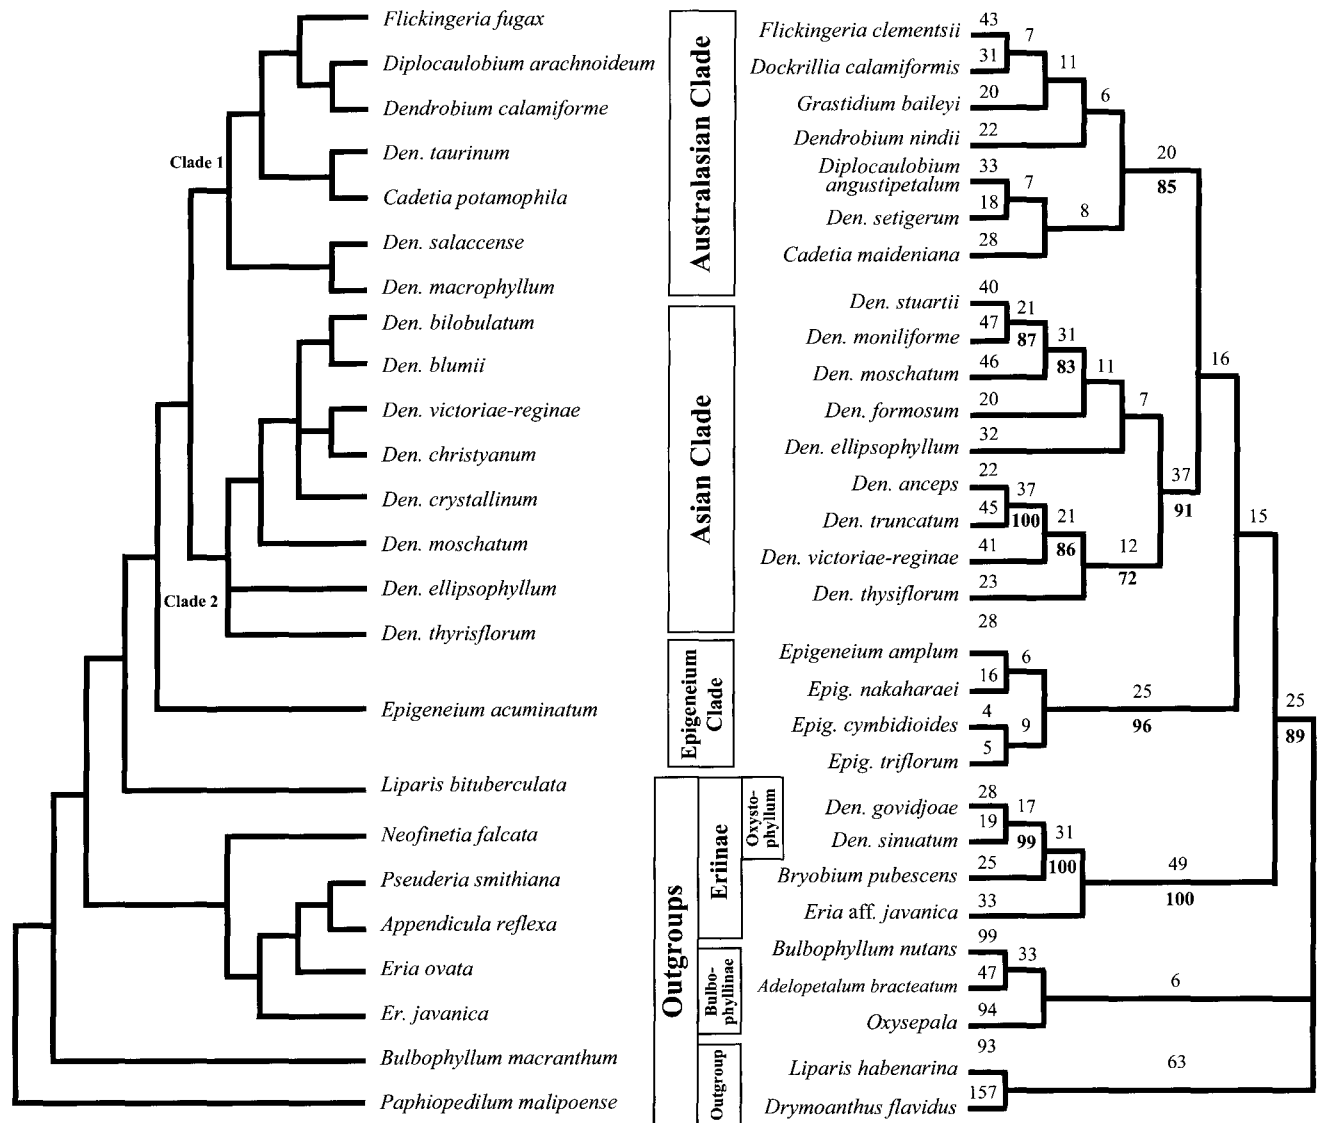 Flickingeria fugax
Diplocaulobium arachnoideum
Dendrobium calamiforme
Den. taurinum
Cadetia potamophila
Den. salaccense
Den. macrophyllum
Den. bilobulatum
Den. blumii
Den. victoriae-reginae
Den. christyanum
Den. crystallinum
Den. moschatum
Den. ellipsophyllum
Den. thyrisflorum
Epigeneium acuminatum
Liparis bituberculata
Neofinetia falcata
Pseuderia smithiana
Appendicula reflexa
Eria ovata
Er. javanica
Bulbophyllum macranthum
Paphiopedilum malipoense
Clade 1
Clade 2
Australasian Clade
Asian Clade
Epigeneium
Clade
Outgroups
Eriinae
Oxysto-
phyllum
Bulbo-
phyllinae
Outgroup
Flickingeria clementsii
Dockrillia calamiformis
Grastidium baileyi
Dendrobium nindii
Diplocaulobium
angustipetalum
Den. setigerum
Cadetia maideniana
Den. stuartii
Den. moniliforme
Den. moschatum
Den. formosum
Den. ellipsophyllum
Den. anceps
Den. truncatum
Den. victoriae-reginae
Den. thysiflorum
Epigeneium amplum
Epig. nakaharaei
Epig. cymbidioides
Epig. triflorum
Den. govidjoae
Den. sinuatum
Bryobium pubescens
Eria aff. javanica
Bulbophyllum nutans
Adelopetalum bracteatum
Oxysepala
Liparis habenarina
Drymoanthus flavidus
43
31
20
22
33
18
28
40
47
46
20
32
22
45
41
23
28
16
4
5
28
19
25
33
99
47
94
93
157
7
11
6
7
8
20
85
21
87
31
83
11
7
37
100
21
86
12
72
37
91
16
6
9
25
96
15
17
99
31
100
49
100
25
89
33
6
63